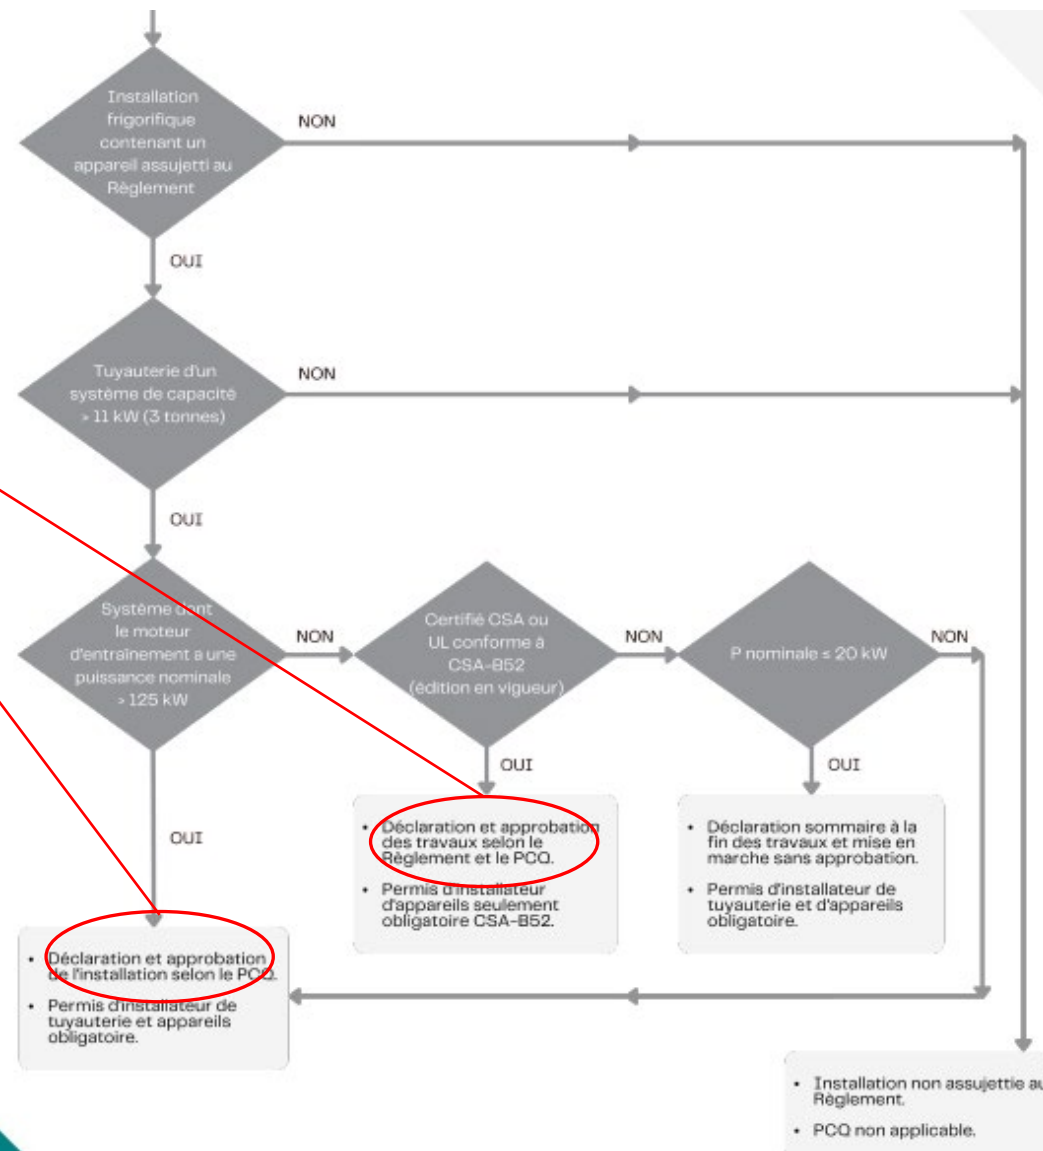 Installation
frigorifique
contenant un
appareil assujetti au
Règlement
NON
OUI
Tuyauterie d'un
système de capacité
> 11 kW (3 tonnes)
NON
OUI
Système dont
le moteur
d'entraînement a une
puissance nominale
> 125 kW
NON
Certifié CSA ou
UL conforme à
CSA-B52
(édition en vigueur)
NON
P nominale ≤ 20 kW
NON
OUI
OUI
OUI
• Déclaration et approbation
des travaux selon le
Règlement et le PCQ.
• Permis d'installateur
d'appareils seulement
obligatoire CSA-B52.
• Déclaration sommaire à la
fin des travaux et mise en
marche sans approbation.
• Permis d'installateur de
tuyauterie et d'appareils
obligatoire.
• Déclaration et approbation
de l'installation selon le PCQ.
• Permis d'installateur de
tuyauterie et appareils
obligatoire.
• Installation non assujettie au
Règlement.
• PCQ non applicable.